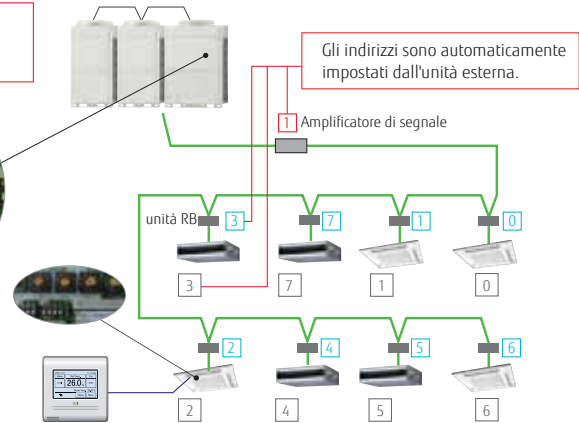 Gli indirizzi sono automaticamente
impostati dall'unità esterna.
1 Amplificatore di segnale
unità RB 3 7 1 0
3 7 1 0
2 4 5 6
26.0
2 4 5 6